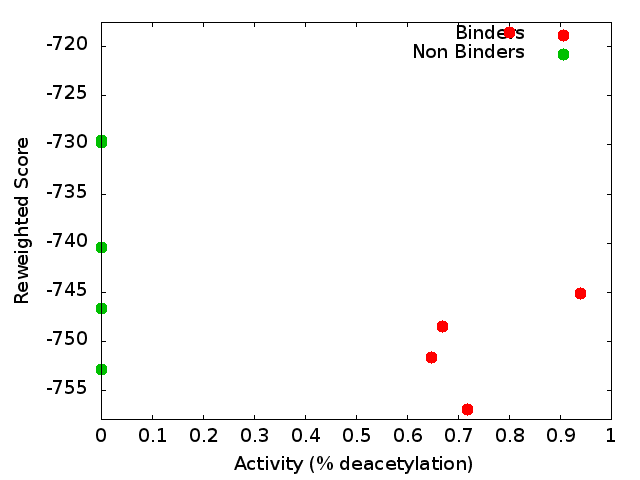 Binders
Non Binders
-720
-725
-730
-735
-740
-745
-750
-755
Reweighted Score
0 0.1 0.2 0.3 0.4 0.5 0.6 0.7 0.8 0.9 1
Activity (% deacetylation)